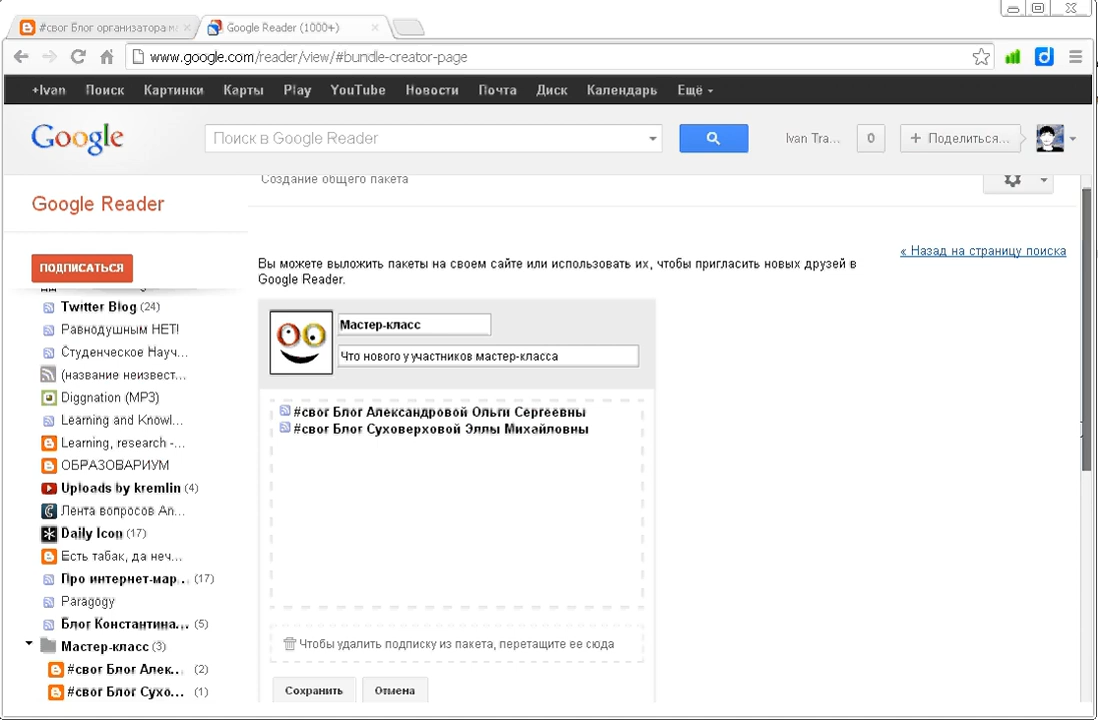 #свог Блог организатора ма
Google Reader (1000+)
www.google.com/reader/view/#bundle-creator-page
+Ivan Поиск Картинки Карты Play YouTube Новости Почта Диск Календарь Ещё
Google
Поиск в Google Reader
Ivan Tra...
0
+ Поделиться...
Создание общего пакета
Google Reader
« Назад на страницу поиска
ПОДПИСАТЬСЯ
Вы можете выложить пакеты на своем сайте или использовать их, чтобы пригласить новых друзей в
Google Reader.
Twitter Blog (24)
Равнодушным НЕТ!
Студенческое Науч...
(название неизвест...
Diggnation (MP3)
Learning and Knowl...
Learning, research -...
ОБРАЗОВАРИУМ
Uploads by kremlin (4)
Лента вопросов An...
Daily Icon (17)
Есть табак, да неч...
Про интернет-мар... (17)
Paragogy
Блог Константина... (5)
Мастер-класс (3)
#свог Блог Алек... (2)
#свог Блог Сухо... (1)
Мастер-класс
Что нового у участников мастер-класса
#свог Блог Александровой Ольги Сергеевны
#свог Блог Суховерховой Эллы Михайловны
Чтобы удалить подписку из пакета, перетащите ее сюда
Сохранить
Отмена